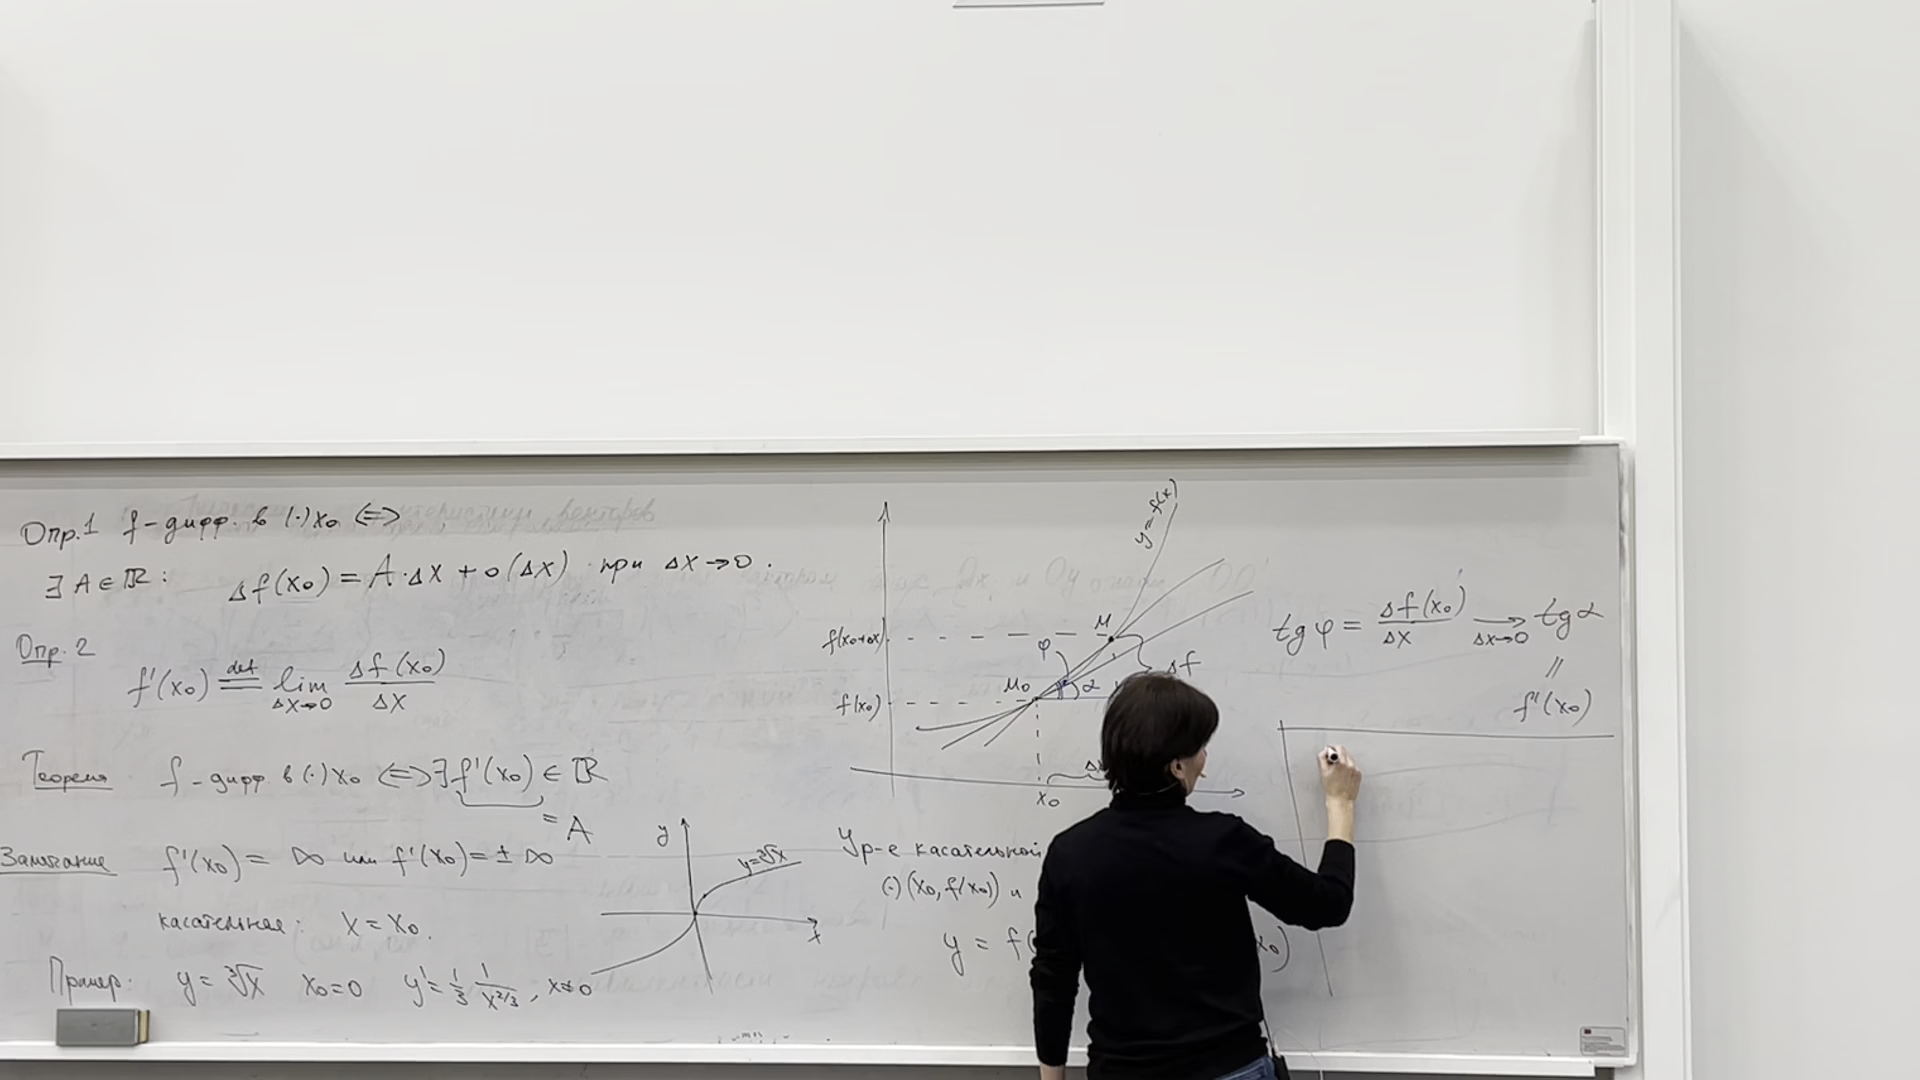 Опр.1 f-дифф. в (·) x₀ ⟺
∃ A ∈ ℝ: Δf(x₀) = A·Δx + o(Δx) при Δx→0.
Опр. 2
f'(x₀) def= lim Δx→0 Δf(x₀)/Δx
Теорема f-дифф в (·) x₀ ⟺ ∃ f'(x₀) ∈ ℝ
= A
Замечание f'(x₀) = ∞ или f'(x₀) = ±∞
касательная: x = x₀.
Пример: y = ∛x x₀=0 y' = 1/3 1/x^(2/3), x≠0
y
y=∛x
x
y=f(x)
M
f(x₀+Δx)
φ
Δf
M₀
α
f(x₀)
Δx
x₀
Ур-е касательной
(·) (x₀, f(x₀)) и
y = f(
x₀)
tg φ = Δf(x₀)/Δx → Δx→0 tg α
=
f'(x₀)